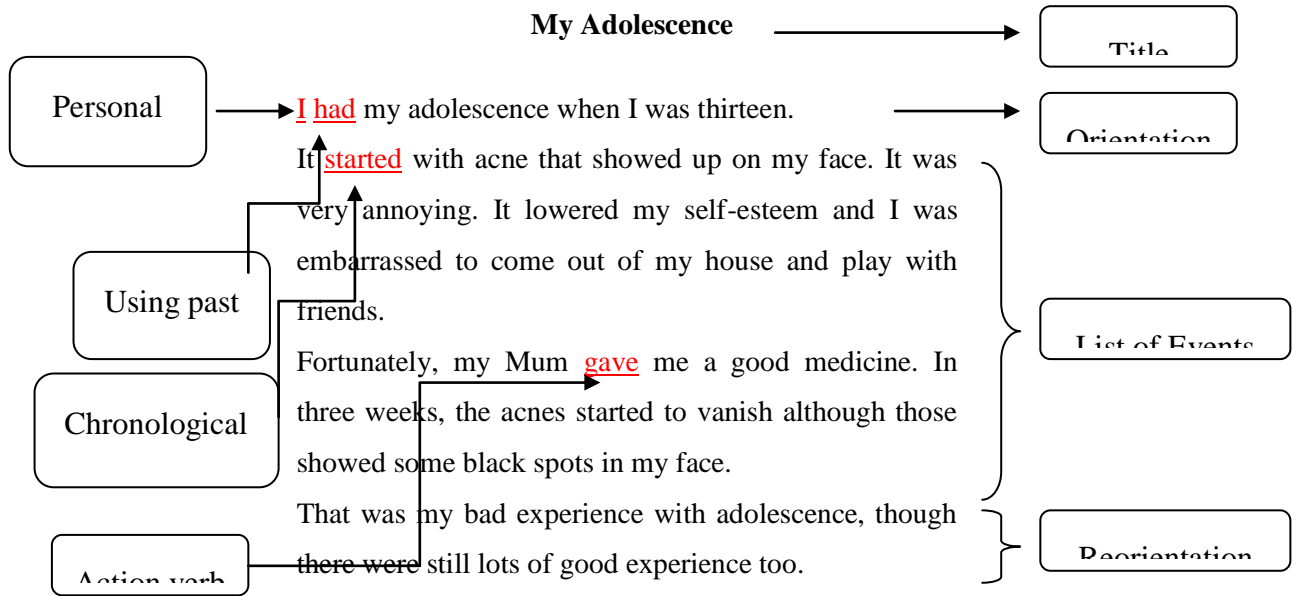 My Adolescence
Title
Personal
I had my adolescence when I was thirteen.
Orientation
It started with acne that showed up on my face. It was
very annoying. It lowered my self-esteem and I was
embarrassed to come out of my house and play with
friends.
Using past
List of Events
Fortunately, my Mum gave me a good medicine. In
three weeks, the acnes started to vanish although those
showed some black spots in my face.
Chronological
That was my bad experience with adolescence, though
there were still lots of good experience too.
Action verb
Reorientation